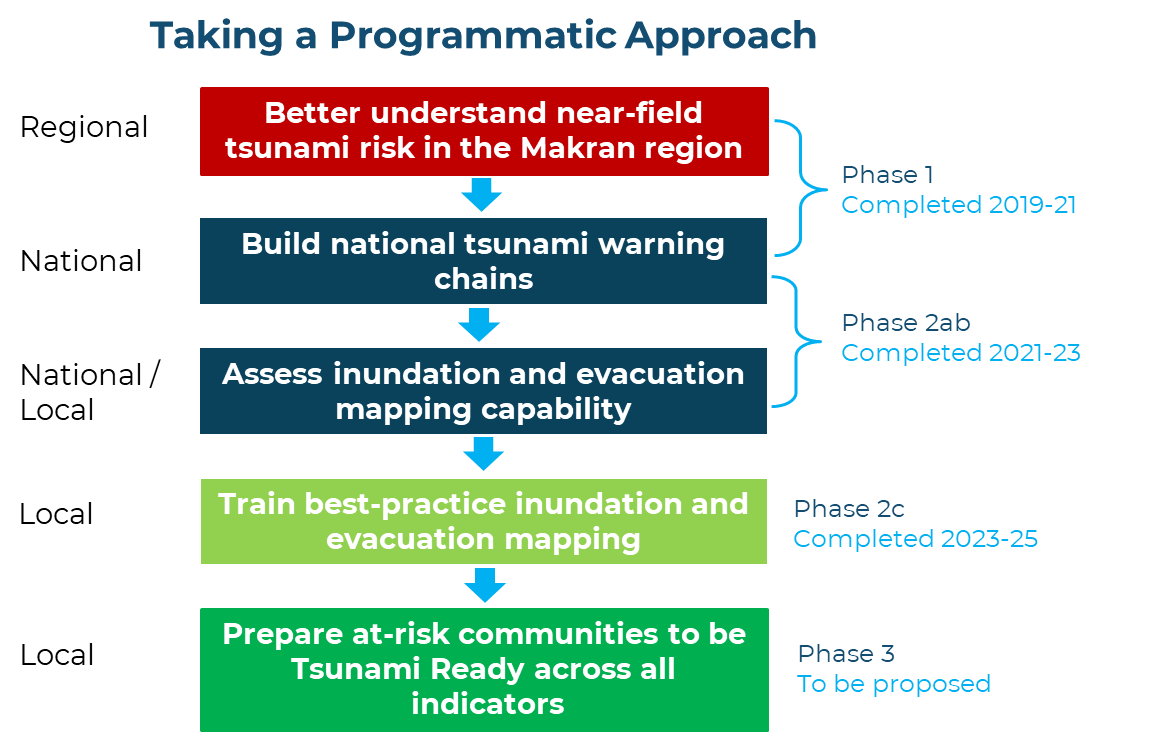 Taking a Programmatic Approach
Regional
Better understand near-field
tsunami risk in the Makran region
Phase 1
Completed 2019-21
National
Build national tsunami warning
chains
Phase 2ab
Completed 2021-23
National /
Local
Assess inundation and evacuation
mapping capability
Local
Train best-practice inundation and
evacuation mapping
Phase 2c
Completed 2023-25
Local
Prepare at-risk communities to be
Tsunami Ready across all
indicators
Phase 3
To be proposed